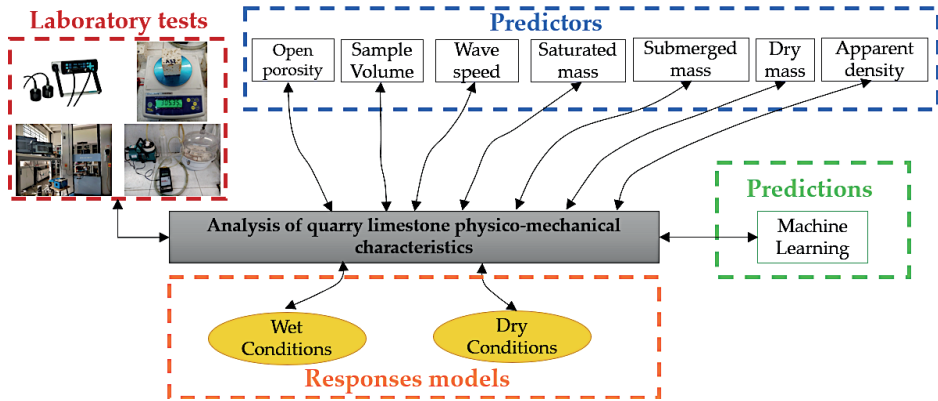 Laboratory tests
Predictors
Open
porosity
Sample
Volume
Wave
speed
Saturated
mass
Submerged
mass
Dry
mass
Apparent
density
Predictions
Machine
Learning
Analysis of quarry limestone physico-mechanical
characteristics
Wet
Conditions
Dry
Conditions
Responses models